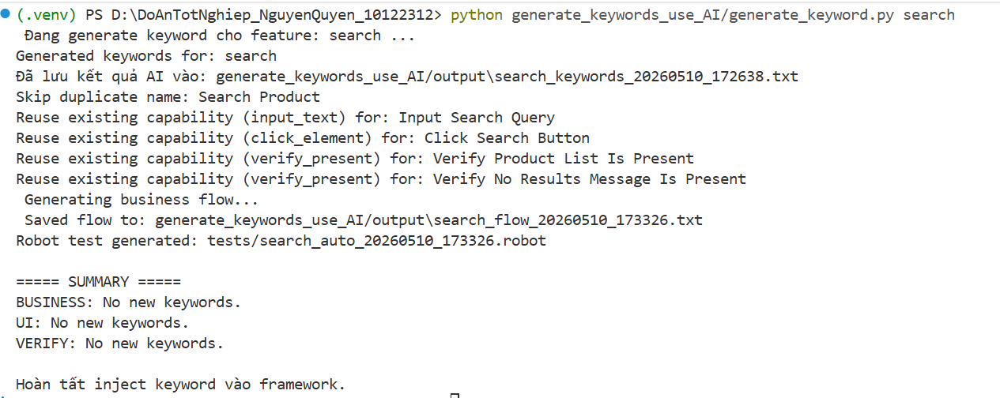 (.venv) PS D:\DoAnTotNghiep_NguyenQuyen_10122312> python generate_keywords_use_AI/generate_keyword.py search
Đang generate keyword cho feature: search ...
Generated keywords for: search
Đã lưu kết quả AI vào: generate_keywords_use_AI/output\search_keywords_20260510_172638.txt
Skip duplicate name: Search Product
Reuse existing capability (input_text) for: Input Search Query
Reuse existing capability (click_element) for: Click Search Button
Reuse existing capability (verify_present) for: Verify Product List Is Present
Reuse existing capability (verify_present) for: Verify No Results Message Is Present
Generating business flow...
Saved flow to: generate_keywords_use_AI/output\search_flow_20260510_173326.txt
Robot test generated: tests/search_auto_20260510_173326.robot
===== SUMMARY =====
BUSINESS: No new keywords.
UI: No new keywords.
VERIFY: No new keywords.
Hoàn tất inject keyword vào framework.